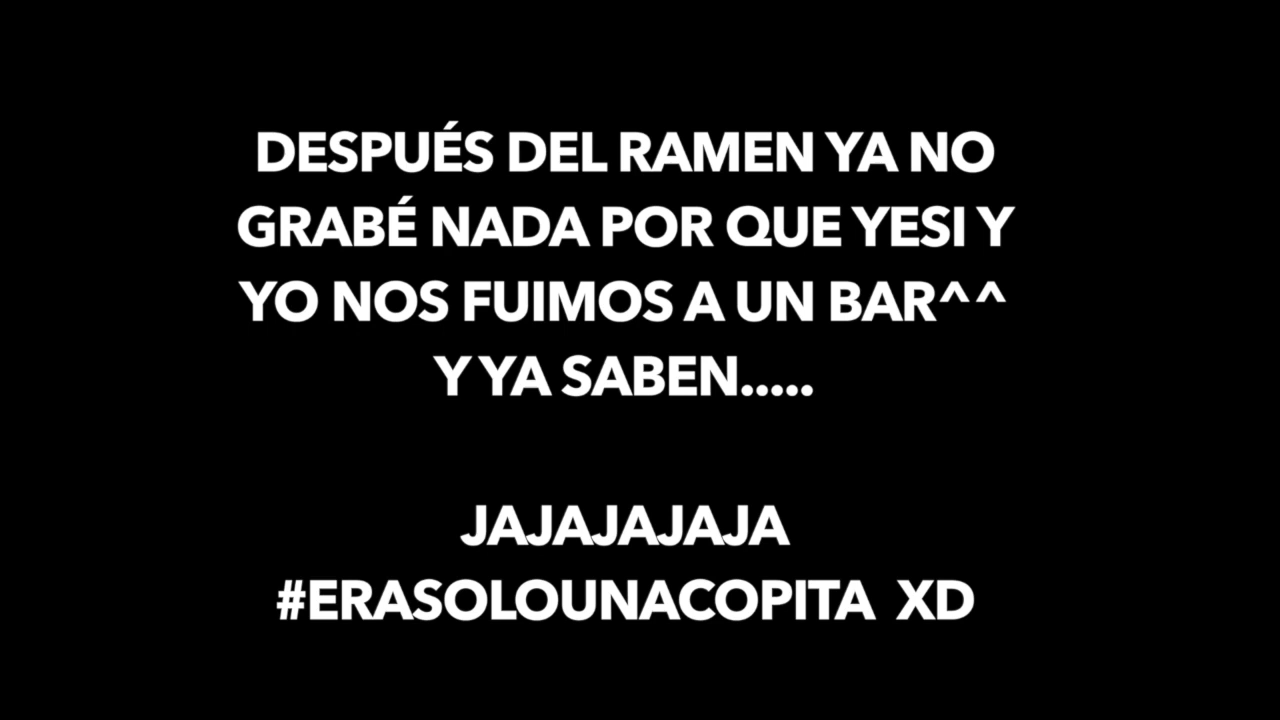 DESPUÉS DEL RAMEN YA NO
GRABÉ NADA POR QUE YESI Y
YO NOS FUIMOS A UN BAR^^
Y YA SABEN.....
JAJAJAJAJA
#ERASOLOUNACOPITA XD